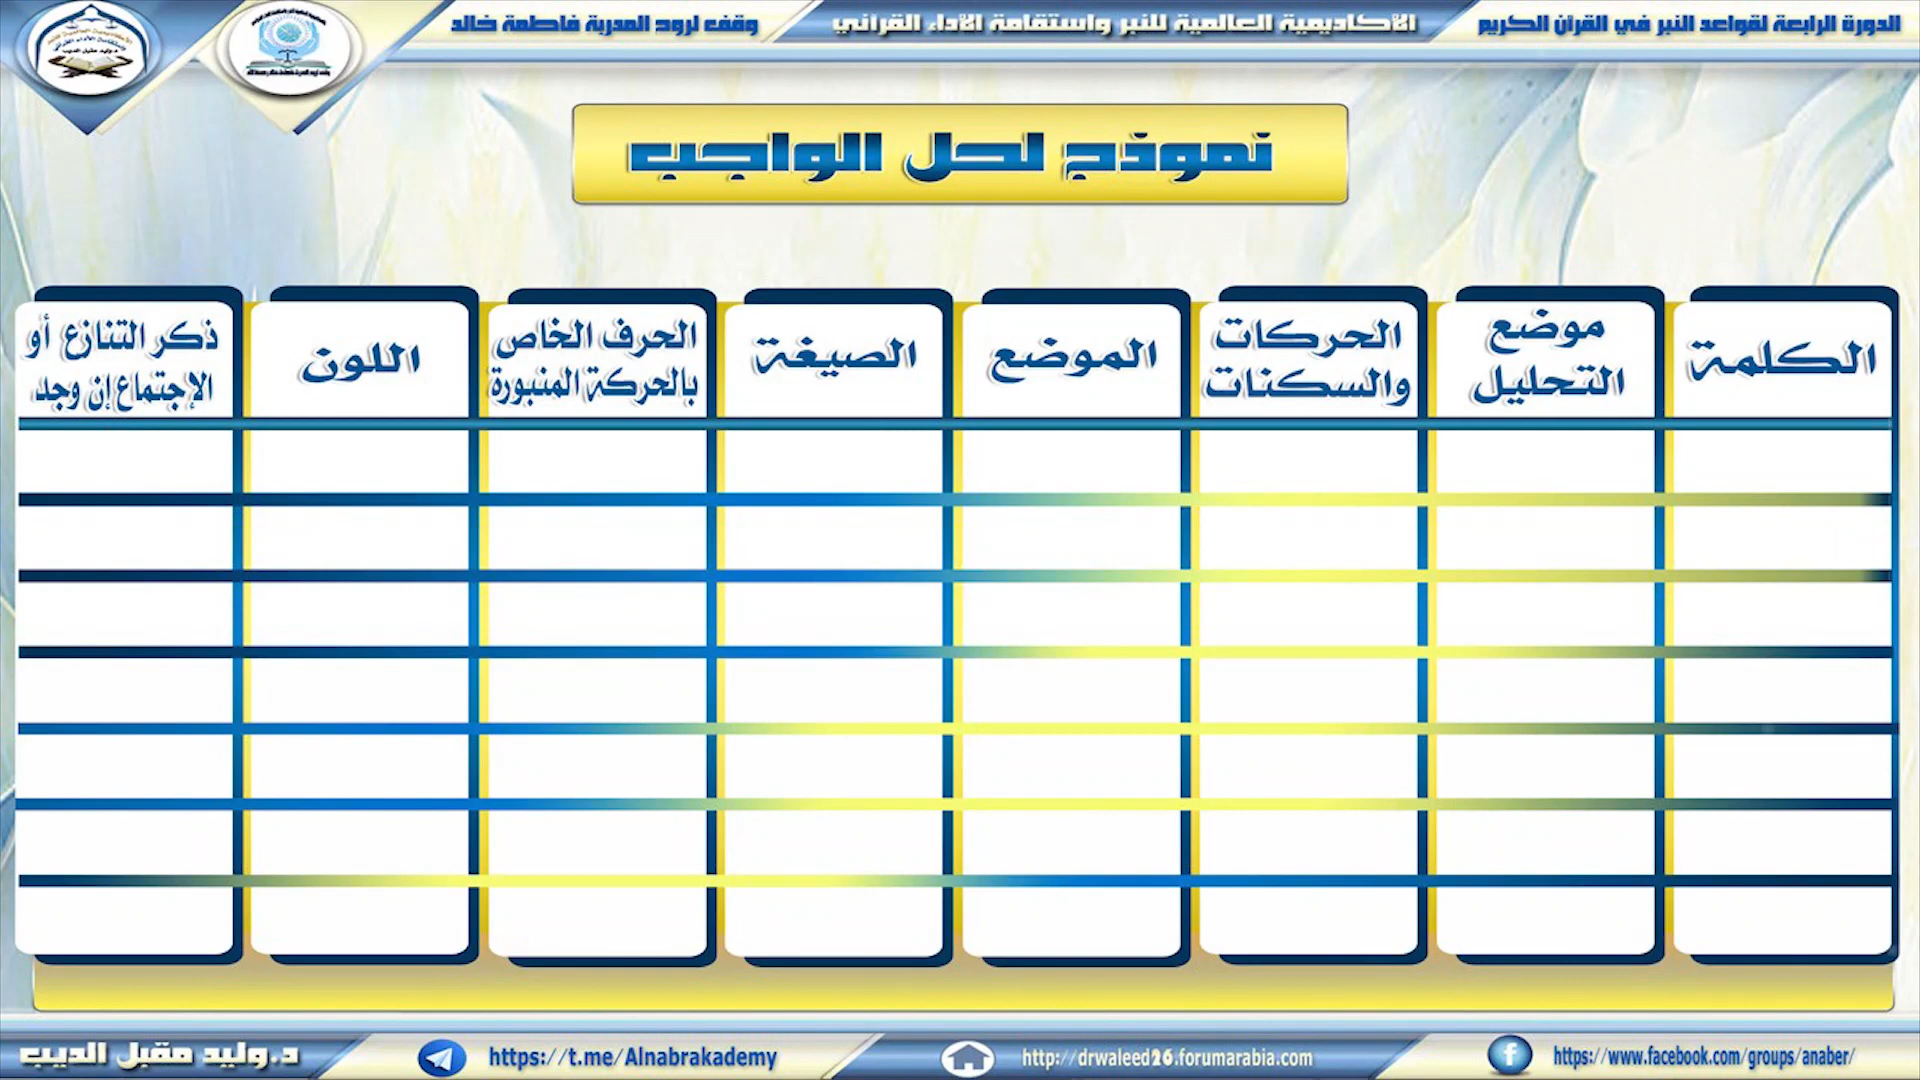 الدورة الرابعة لقواعد النبر في القرآن الكريم
الأكاديمية العالمية للنبر واستقامة الأداء القرآني
وقف لرود المدربة فاطمة خالد
نموذج لحل الواجب
الكلمة
موضع
التحليل
الحركات
والسكنات
الموضع
الصيغة
الحرف الخاص
بالحركة المنبورة
اللون
ذكر التنازع أو
الإجتماع إن وجد
https://www.facebook.com/groups/anaber/
http://drwaleed26.forumarabia.com
https://t.me/Alnabrakademy
د.وليد مقبل الديب